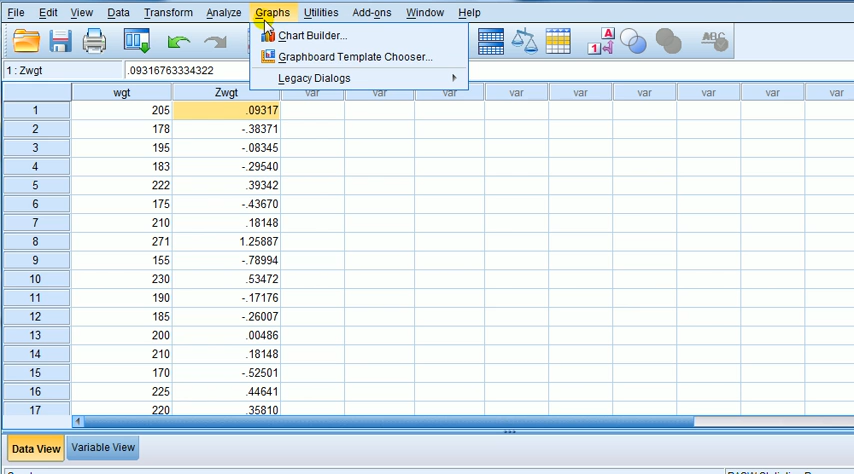 File Edit View Data Transform Analyze Graphs Utilities Add-ons Window Help
Chart Builder...
Graphboard Template Chooser...
Legacy Dialogs
A
1
ABC
1 : Zwgt .09316763334322
wgt Zwgt var var var var var var var var var
1 205 .09317
2 178 -.38371
3 195 -.08345
4 183 -.29540
5 222 .39342
6 175 -.43670
7 210 .18148
8 271 1.25887
9 155 -.78994
10 230 .53472
11 190 -.17176
12 185 -.26007
13 200 .00486
14 210 .18148
15 170 -.52501
16 225 .44641
17 220 .35810
Data View Variable View